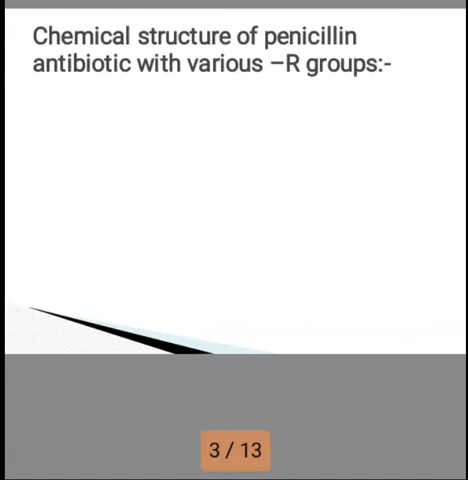 Chemical structure of penicillin
antibiotic with various –R groups:-
3 / 13